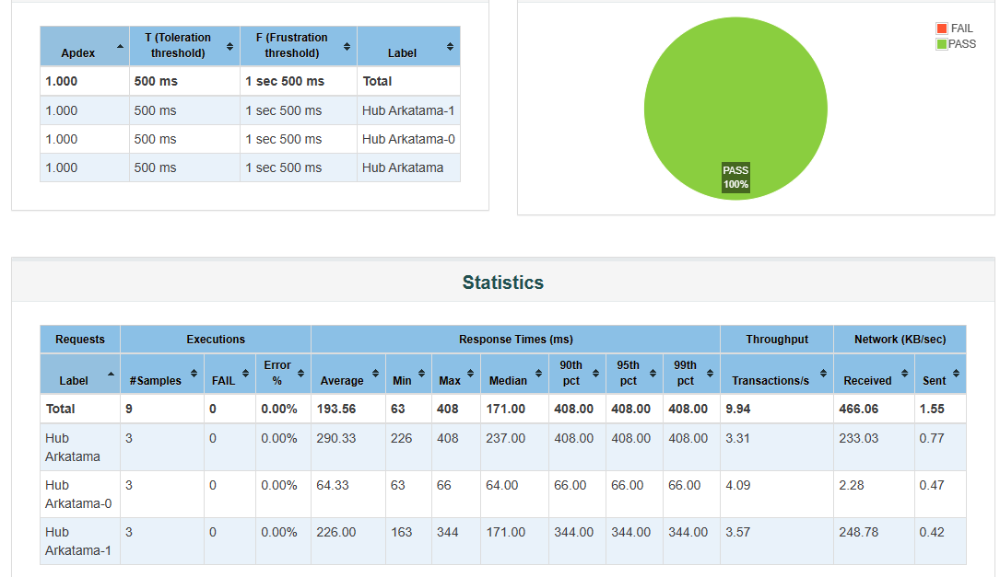 Apdex T (Toleration threshold) F (Frustration threshold) Label
1.000 500 ms 1 sec 500 ms Total
1.000 500 ms 1 sec 500 ms Hub Arkatama-1
1.000 500 ms 1 sec 500 ms Hub Arkatama-0
1.000 500 ms 1 sec 500 ms Hub Arkatama
FAIL
PASS
PASS
100%
Statistics
Requests Executions Response Times (ms) Throughput Network (KB/sec)
Label #Samples FAIL Error % Average Min Max Median 90th pct 95th pct 99th pct Transactions/s Received Sent
Total 9 0 0.00% 193.56 63 408 171.00 408.00 408.00 408.00 9.94 466.06 1.55
Hub Arkatama 3 0 0.00% 290.33 226 408 237.00 408.00 408.00 408.00 3.31 233.03 0.77
Hub Arkatama-0 3 0 0.00% 64.33 63 66 64.00 66.00 66.00 66.00 4.09 2.28 0.47
Hub Arkatama-1 3 0 0.00% 226.00 163 344 171.00 344.00 344.00 344.00 3.57 248.78 0.42